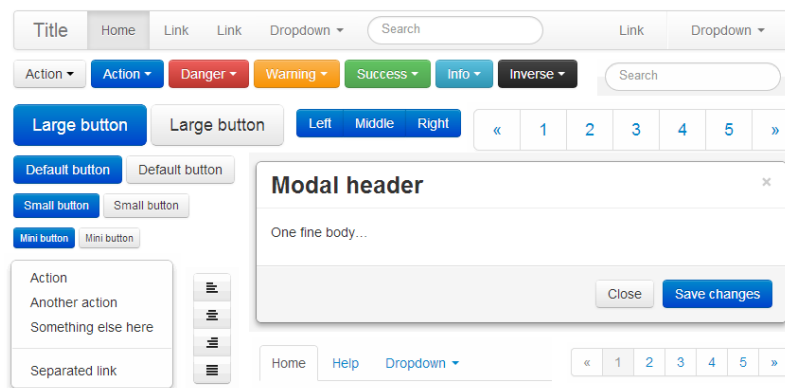 Title Home Link Link Dropdown Search Link Dropdown
Action Action Danger Warning Success Info Inverse Search
Large button Large button Left Middle Right « 1 2 3 4 5 »
Default button Default button
Small button Small button
Mini button Mini button
Modal header ×
One fine body…
Close Save changes
Action
Another action
Something else here
Separated link
Home Help Dropdown « 1 2 3 4 5 »